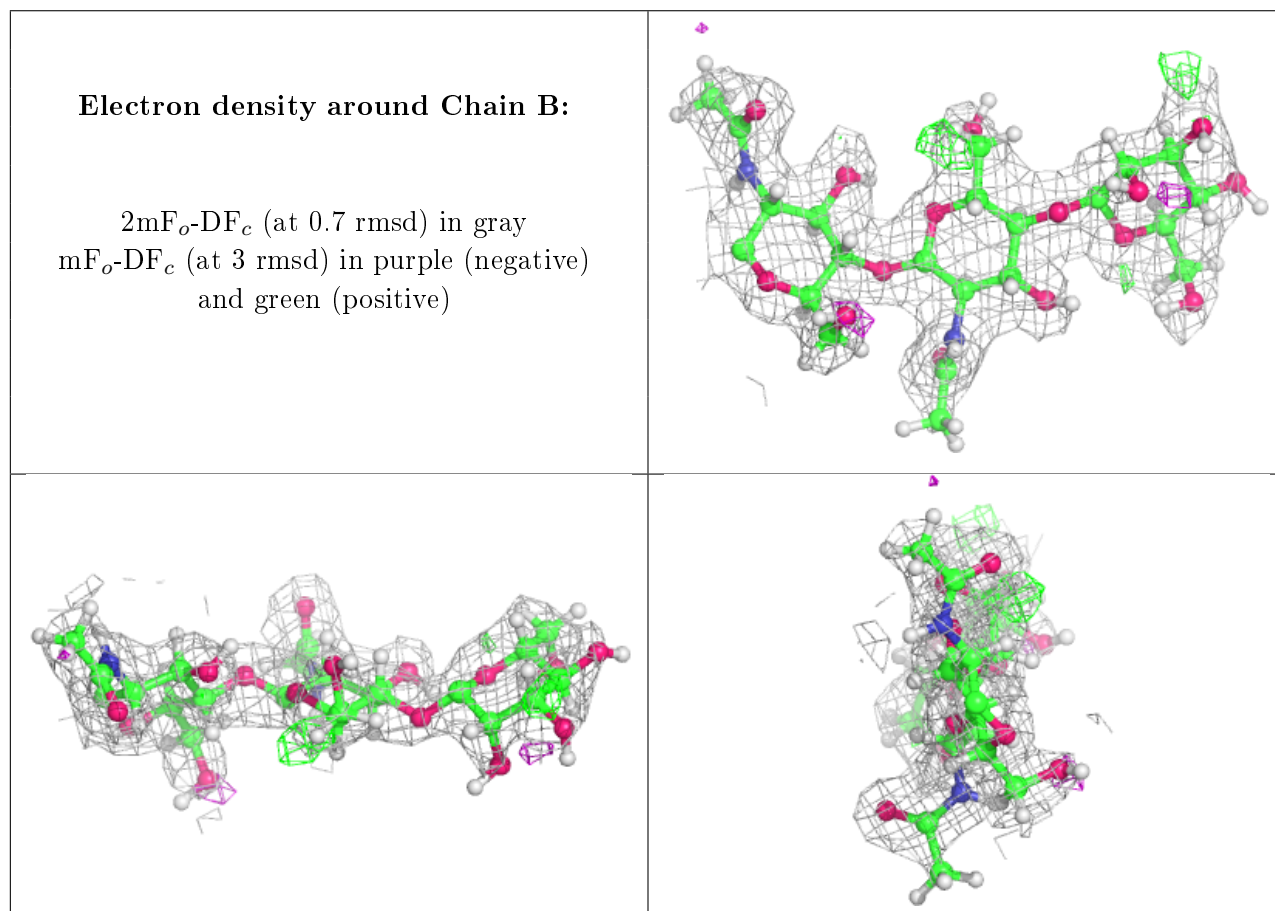 Electron density around Chain B:
2mFₒ-DF𝒸 (at 0.7 rmsd) in gray
mFₒ-DF𝒸 (at 3 rmsd) in purple (negative)
and green (positive)